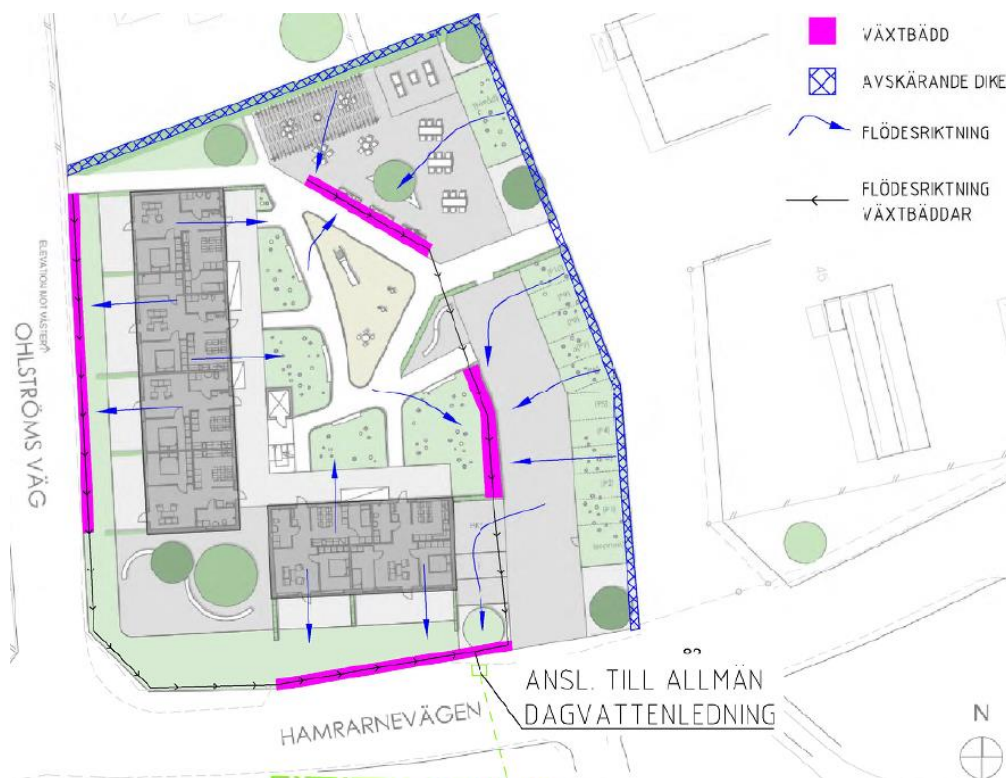 VÄXTBÄDD
AVSKÄRANDE DIKE
FLÖDESRIKTNING
FLÖDESRIKTNING
VÄXTBÄDDAR
ELEVATION MOT VÄSTER
OHLSTRÖMS VÄG
HAMRARNEVÄGEN
ANSL. TILL ALLMÄN
DAGVATTENLEDNING
N